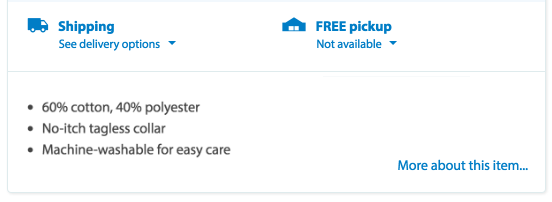 Shipping
See delivery options
FREE pickup
Not available
• 60% cotton, 40% polyester
• No-itch tagless collar
• Machine-washable for easy care
More about this item...